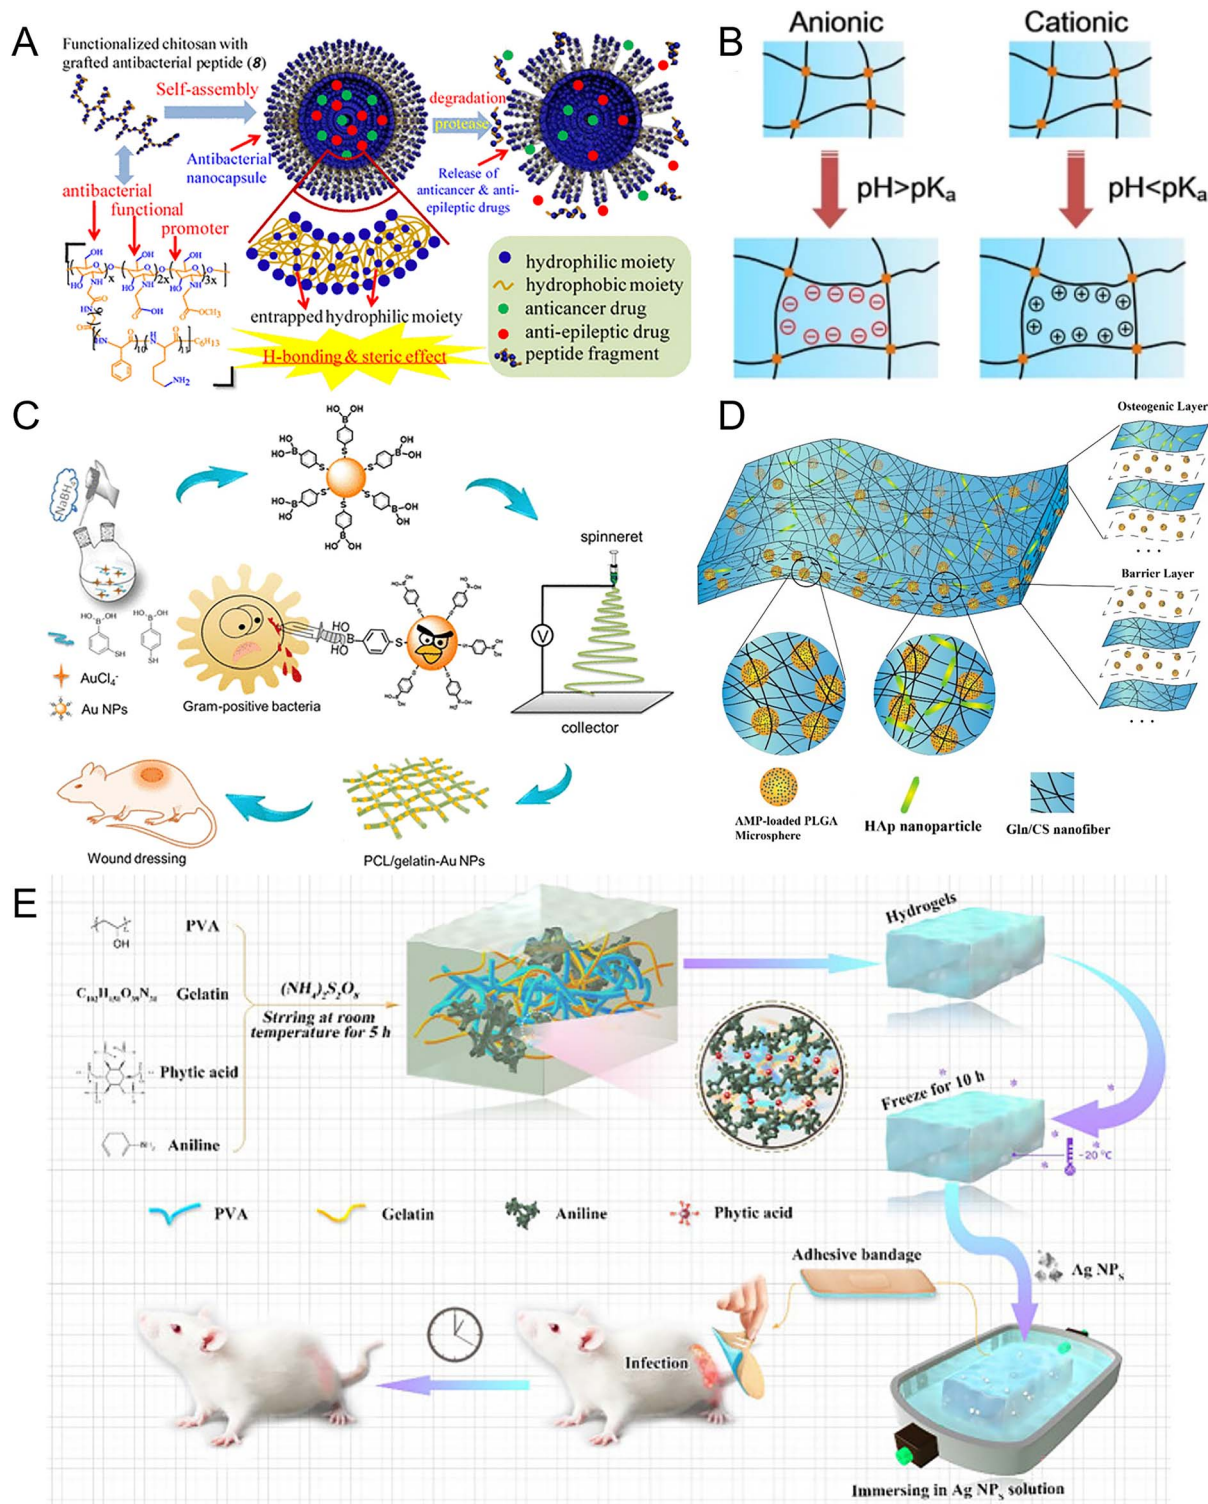 A
Functionalized chitosan with
grafted antibacterial peptide (8)
Self-assembly
degradation
protease
Antibacterial
nanocapsule
Release of
anticancer & anti-
epileptic drugs
antibacterial
functional
promoter
entrapped hydrophilic moiety
H-bonding & steric effect
hydrophilic moiety
hydrophobic moiety
anticancer drug
anti-epileptic drug
peptide fragment
B
Anionic
Cationic
pH>pKa
pH<pKa
C
NaBH4
AuCl4-
Au NPs
Gram-positive bacteria
spinneret
V
collector
Wound dressing
PCL/gelatin-Au NPs
D
Osteogenic Layer
. . .
Barrier Layer
. . .
AMP-loaded PLGA
Microsphere
HAp nanoparticle
Gln/CS nanofiber
E
PVA
OH
Gelatin
Phytic acid
Aniline
(NH4)2S2O8
Strring at room
temperature for 5 h
Hydrogels
Freeze for 10 h
-20 °C
PVA
Gelatin
Aniline
Phytic acid
Adhesive bandage
Ag NPS
Infection
Immersing in Ag NPS solution